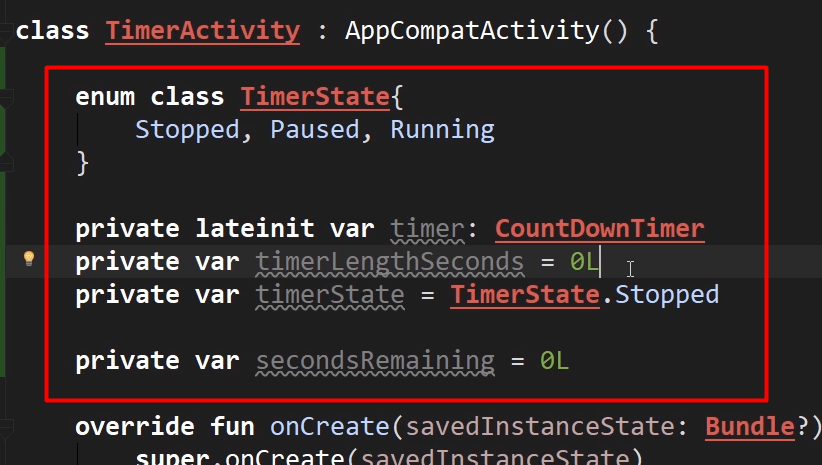 class TimerActivity : AppCompatActivity() {
enum class TimerState{
Stopped, Paused, Running
}
private lateinit var timer: CountDownTimer
private var timerLengthSeconds = 0L
private var timerState = TimerState.Stopped
private var secondsRemaining = 0L
override fun onCreate(savedInstanceState: Bundle?)
super.onCreate(savedInstanceState)